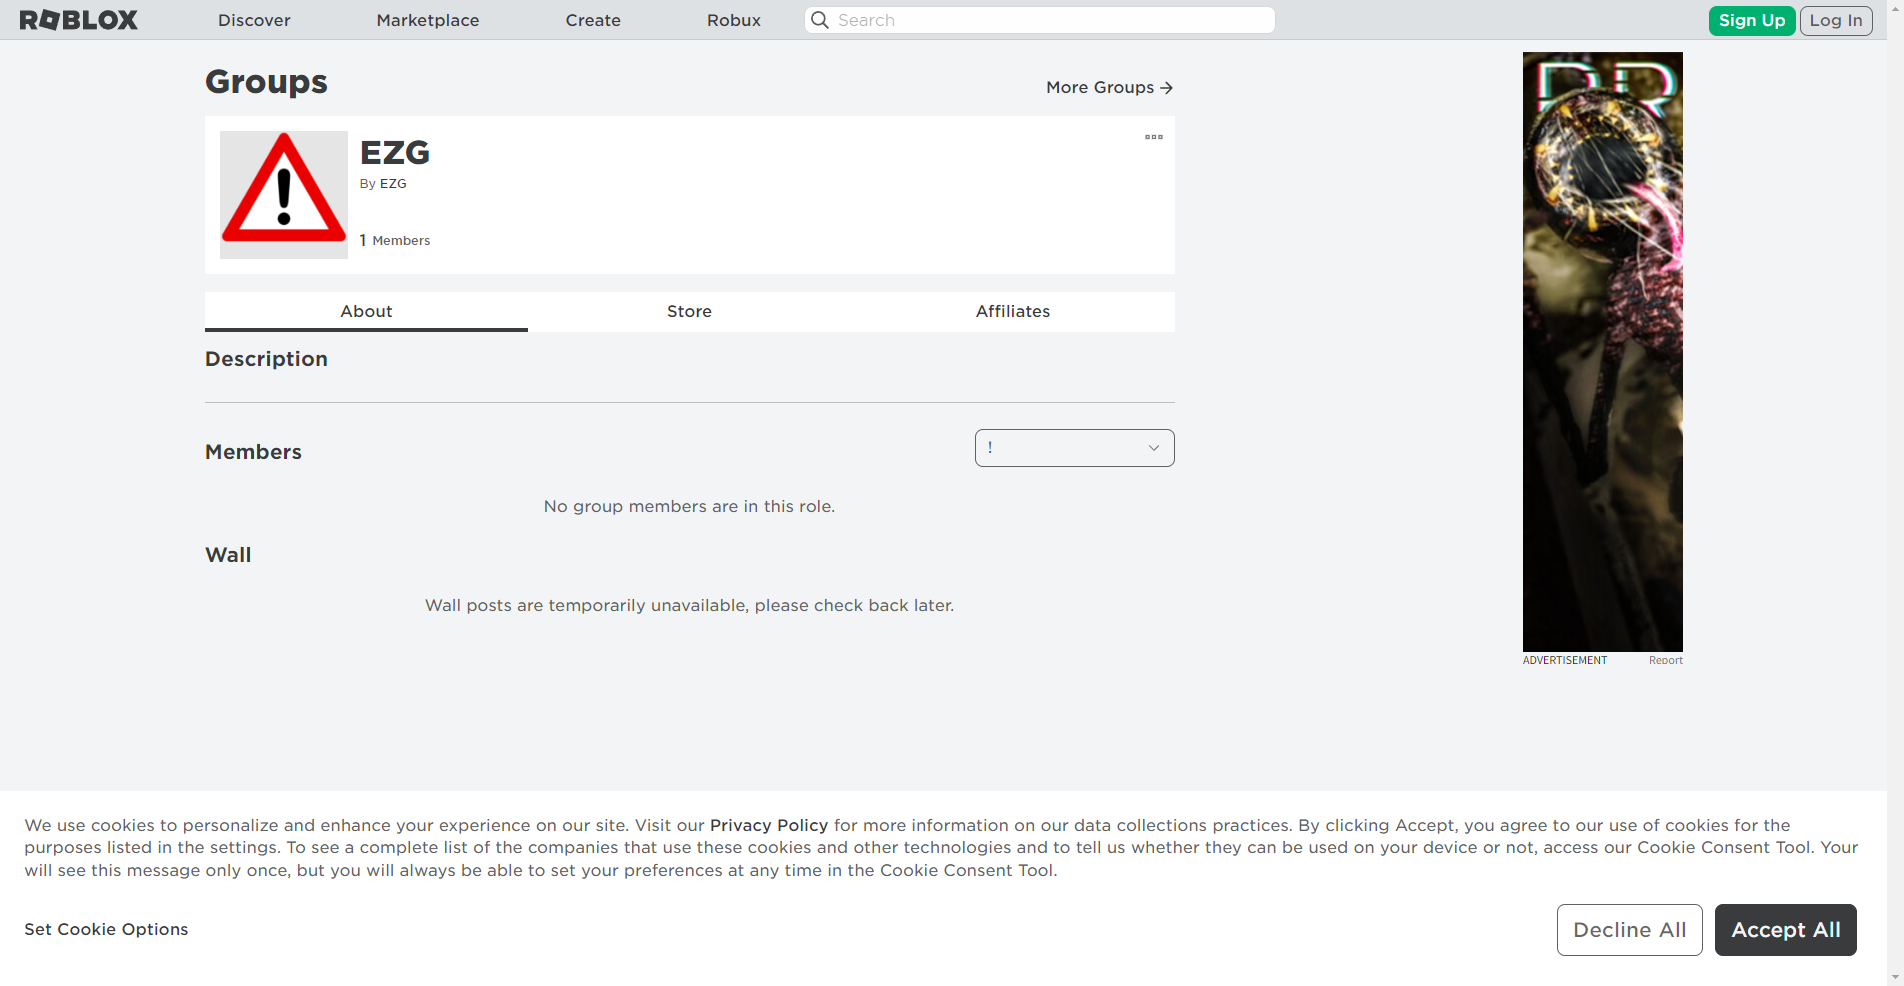 ROBLOX
Discover
Marketplace
Create
Robux
Search
Sign Up
Log In
Groups
More Groups →
EZG
By EZG
1 Members
About
Store
Affiliates
Description
Members
!
No group members are in this role.
Wall
Wall posts are temporarily unavailable, please check back later.
ADVERTISEMENT
Report
We use cookies to personalize and enhance your experience on our site. Visit our Privacy Policy for more information on our data collections practices. By clicking Accept, you agree to our use of cookies for the
purposes listed in the settings. To see a complete list of the companies that use these cookies and other technologies and to tell us whether they can be used on your device or not, access our Cookie Consent Tool. Your
will see this message only once, but you will always be able to set your preferences at any time in the Cookie Consent Tool.
Set Cookie Options
Decline All
Accept All